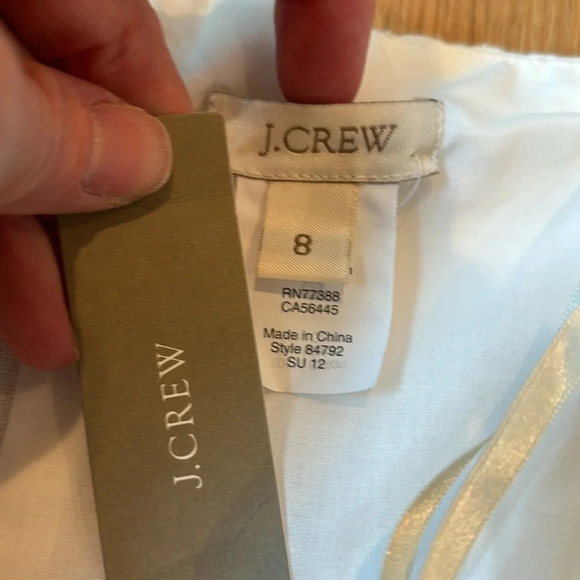 J.CREW
8
RN77388
CA56445
Made in China
Style 84792
SU 12
J.CREW